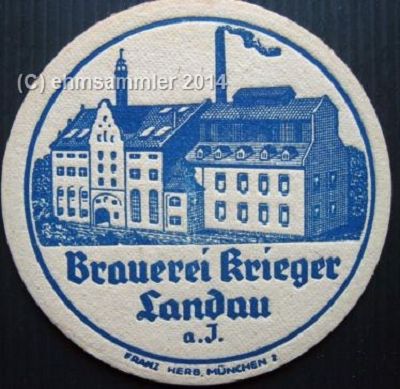 (C) ehmsammler 2014
Brauerei Krieger
Landau
a. J.
FRANZ HERB, MÜNCHEN 2